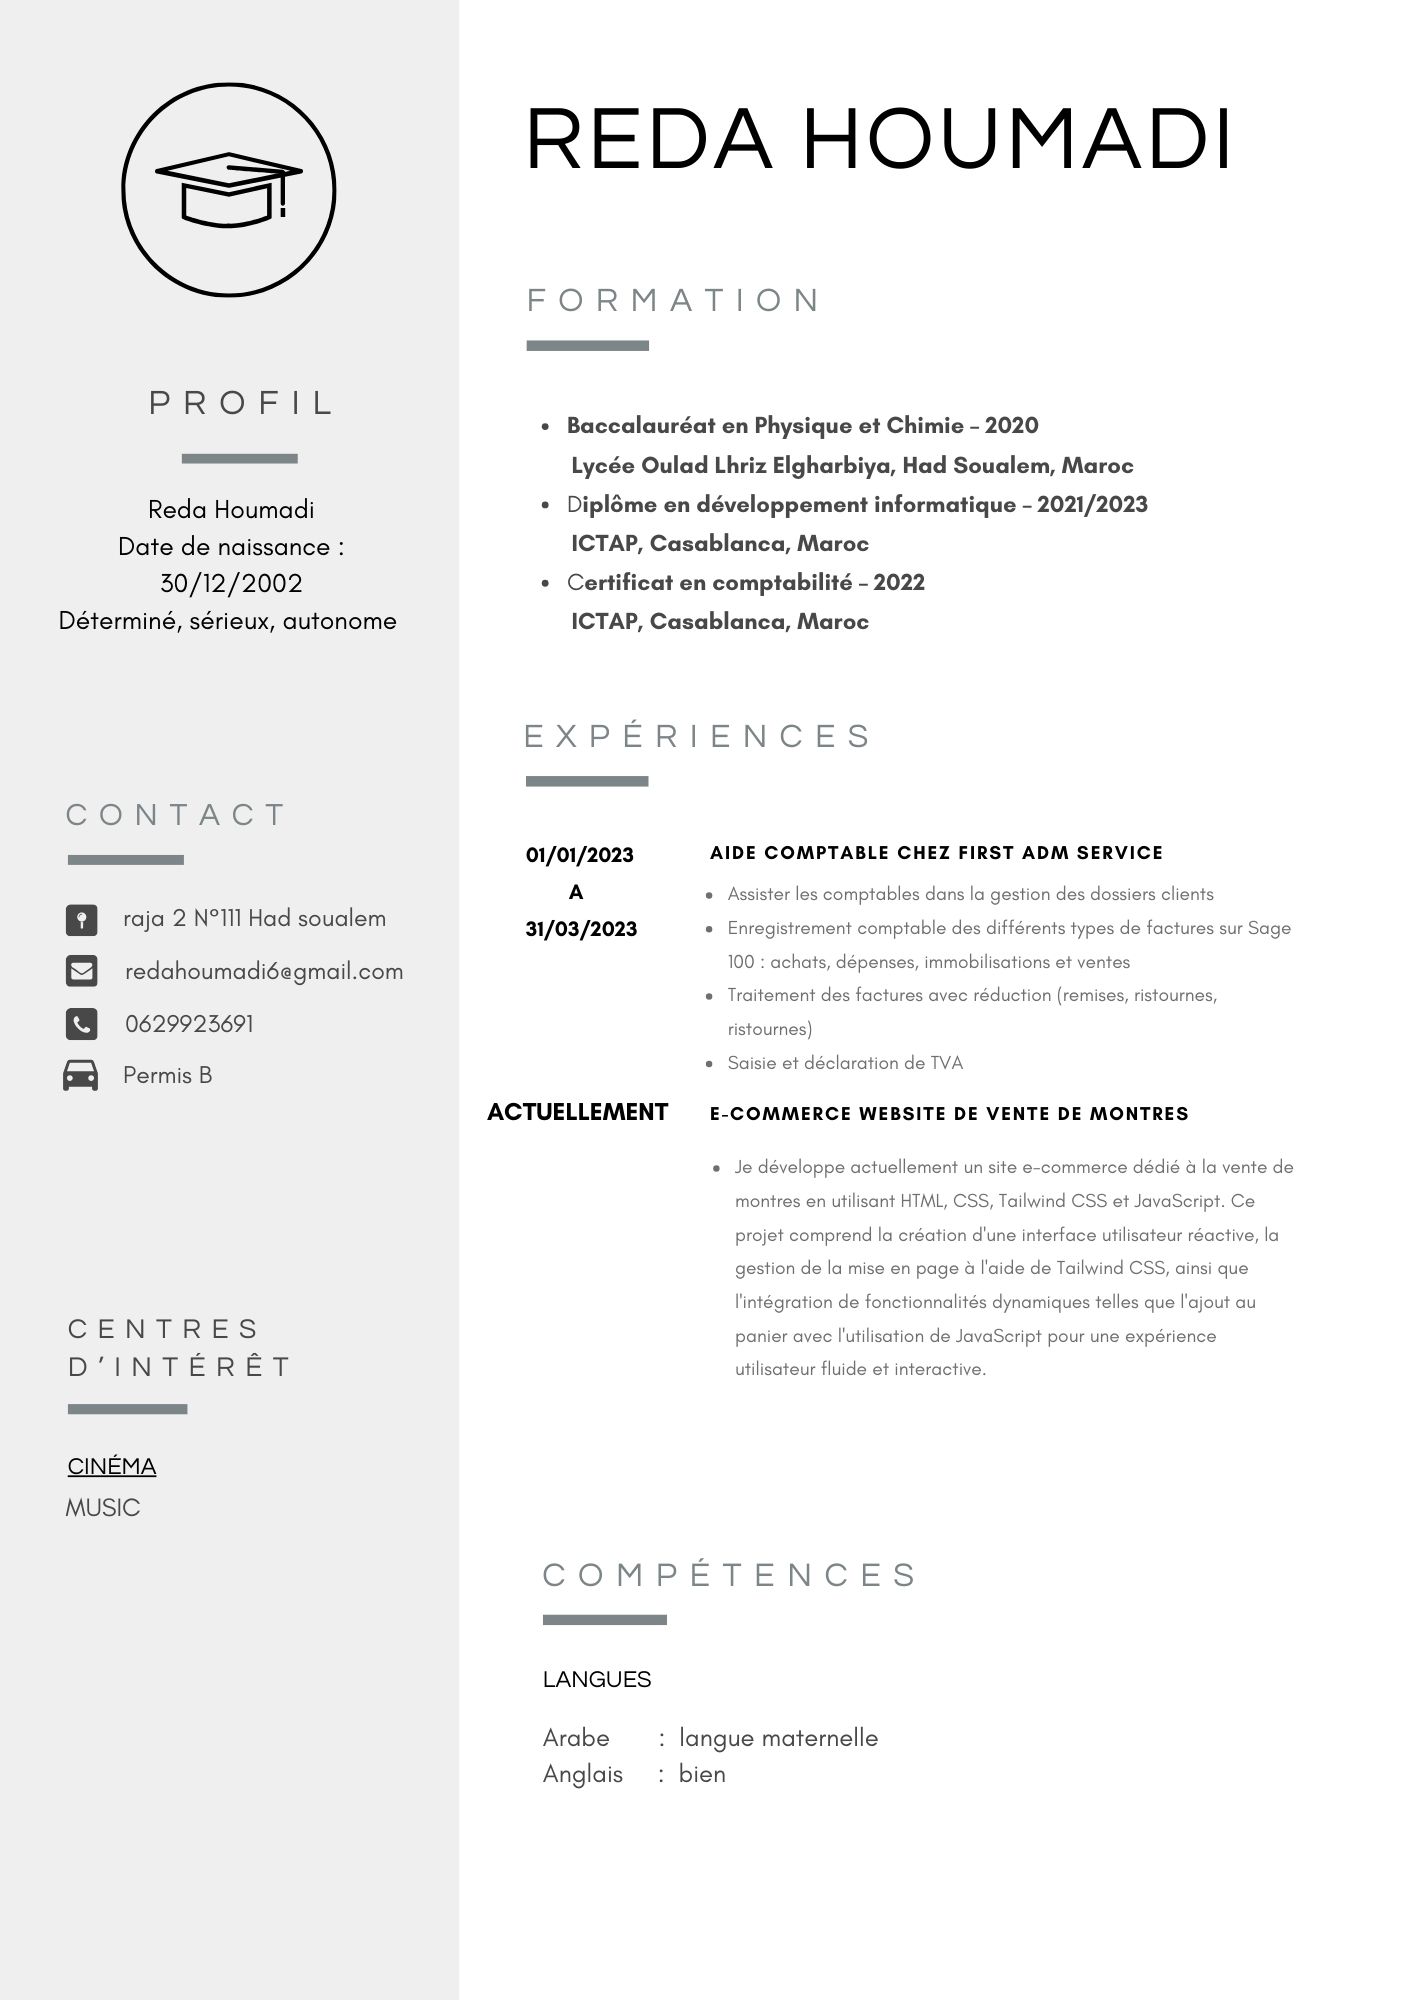 REDA HOUMADI
PROFIL
Reda Houmadi
Date de naissance :
30/12/2002
Déterminé, sérieux, autonome
CONTACT
raja 2 N°111 Had soualem
redahoumadi6@gmail.com
0629923691
Permis B
CENTRES
D'INTÉRÊT
CINÉMA
MUSIC
FORMATION
• Baccalauréat en Physique et Chimie – 2020
Lycée Oulad Lhriz Elgharbiya, Had Soualem, Maroc
• Diplôme en développement informatique – 2021/2023
ICTAP, Casablanca, Maroc
• Certificat en comptabilité – 2022
ICTAP, Casablanca, Maroc
EXPÉRIENCES
01/01/2023
A
31/03/2023
AIDE COMPTABLE CHEZ FIRST ADM SERVICE
• Assister les comptables dans la gestion des dossiers clients
• Enregistrement comptable des différents types de factures sur Sage
100 : achats, dépenses, immobilisations et ventes
• Traitement des factures avec réduction (remises, ristournes,
ristournes)
• Saisie et déclaration de TVA
ACTUELLEMENT
E-COMMERCE WEBSITE DE VENTE DE MONTRES
• Je développe actuellement un site e-commerce dédié à la vente de
montres en utilisant HTML, CSS, Tailwind CSS et JavaScript. Ce
projet comprend la création d'une interface utilisateur réactive, la
gestion de la mise en page à l'aide de Tailwind CSS, ainsi que
l'intégration de fonctionnalités dynamiques telles que l'ajout au
panier avec l'utilisation de JavaScript pour une expérience
utilisateur fluide et interactive.
COMPÉTENCES
LANGUES
Arabe : langue maternelle
Anglais : bien